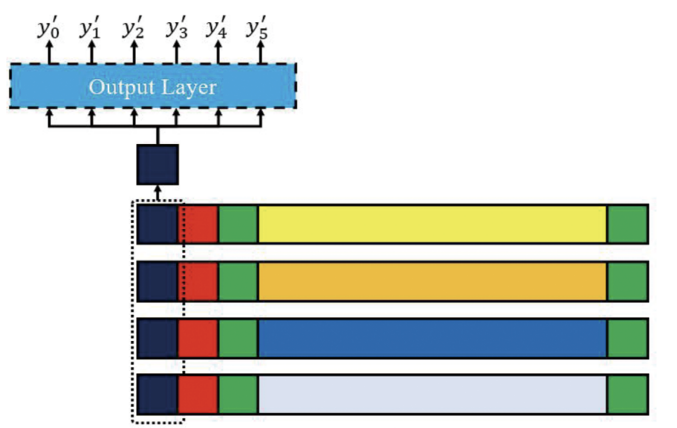 y′₀ y′₁ y′₂ y′₃ y′₄ y′₅
Output Layer